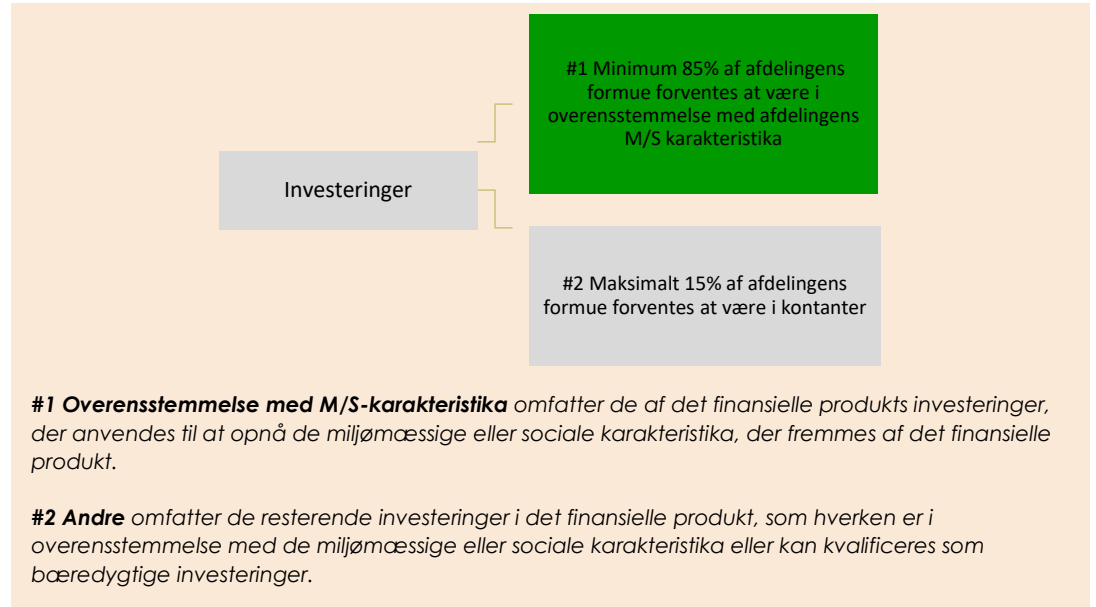 #1 Minimum 85% af afdelingens
formue forventes at være i
overensstemmelse med afdelingens
M/S karakteristika
Investeringer
#2 Maksimalt 15% af afdelingens
formue forventes at være i kontanter
#1 Overensstemmelse med M/S-karakteristika omfatter de af det finansielle produkts investeringer,
der anvendes til at opnå de miljømæssige eller sociale karakteristika, der fremmes af det finansielle
produkt.
#2 Andre omfatter de resterende investeringer i det finansielle produkt, som hverken er i
overensstemmelse med de miljømæssige eller sociale karakteristika eller kan kvalificeres som
bæredygtige investeringer.